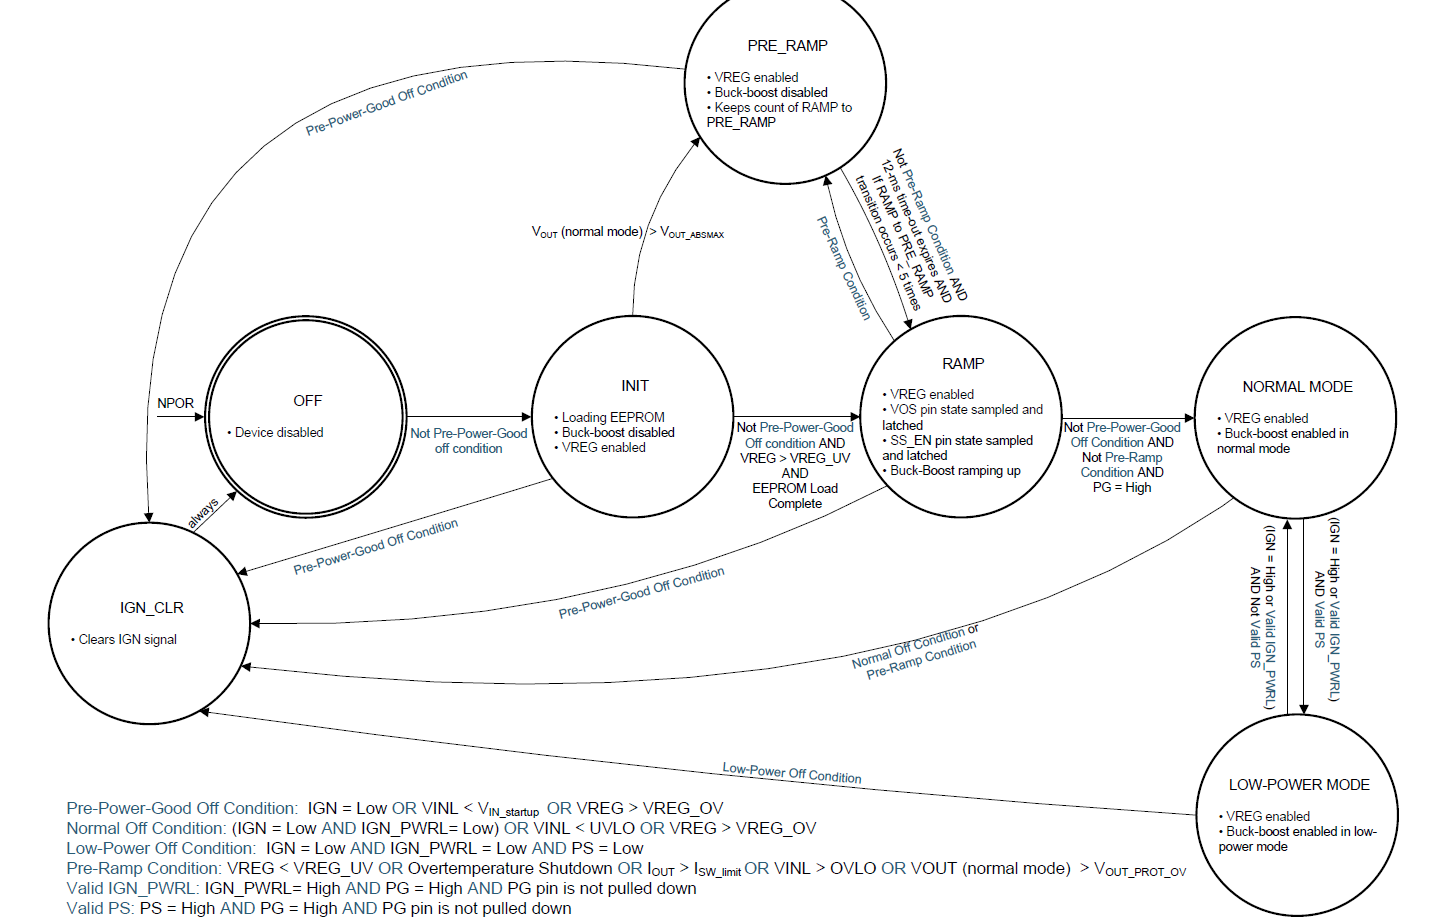 PRE_RAMP
• VREG enabled
• Buck-boost disabled
• Keeps count of RAMP to
PRE_RAMP
Pre-Power-Good Off Condition
V_OUT (normal mode) > V_OUT_ABSMAX
Pre-Ramp Condition
Not Pre-Ramp Condition AND
12-ms time-out expires AND
If RAMP to PRE_RAMP
transition occurs < 5 times
NPOR
OFF
• Device disabled
Not Pre-Power-Good
off condition
INIT
• Loading EEPROM
• Buck-boost disabled
• VREG enabled
Not Pre-Power-Good
Off condition AND
VREG > VREG_UV
AND
EEPROM Load
Complete
RAMP
• VREG enabled
• VOS pin state sampled and
latched
• SS_EN pin state sampled
and latched
• Buck-Boost ramping up
Not Pre-Power-Good
Off Condition AND
Not Pre-Ramp
Condition AND
PG = High
NORMAL MODE
• VREG enabled
• Buck-boost enabled in
normal mode
always
Pre-Power-Good Off Condition
Pre-Power-Good Off Condition
IGN_CLR
• Clears IGN signal
Normal Off Condition or
Pre-Ramp Condition
(IGN = High or Valid IGN_PWRL)
AND Not Valid PS
(IGN = High or Valid IGN_PWRL)
AND Valid PS
Low-Power Off Condition
LOW-POWER MODE
• VREG enabled
• Buck-boost enabled in low-
power mode
Pre-Power-Good Off Condition: IGN = Low OR VINL < V_IN_startup OR VREG > VREG_OV
Normal Off Condition: (IGN = Low AND IGN_PWRL= Low) OR VINL < UVLO OR VREG > VREG_OV
Low-Power Off Condition: IGN = Low AND IGN_PWRL = Low AND PS = Low
Pre-Ramp Condition: VREG < VREG_UV OR Overtemperature Shutdown OR I_OUT > I_SW_limit OR VINL > OVLO OR VOUT (normal mode) > V_OUT_PROT_OV
Valid IGN_PWRL: IGN_PWRL= High AND PG = High AND PG pin is not pulled down
Valid PS: PS = High AND PG = High AND PG pin is not pulled down